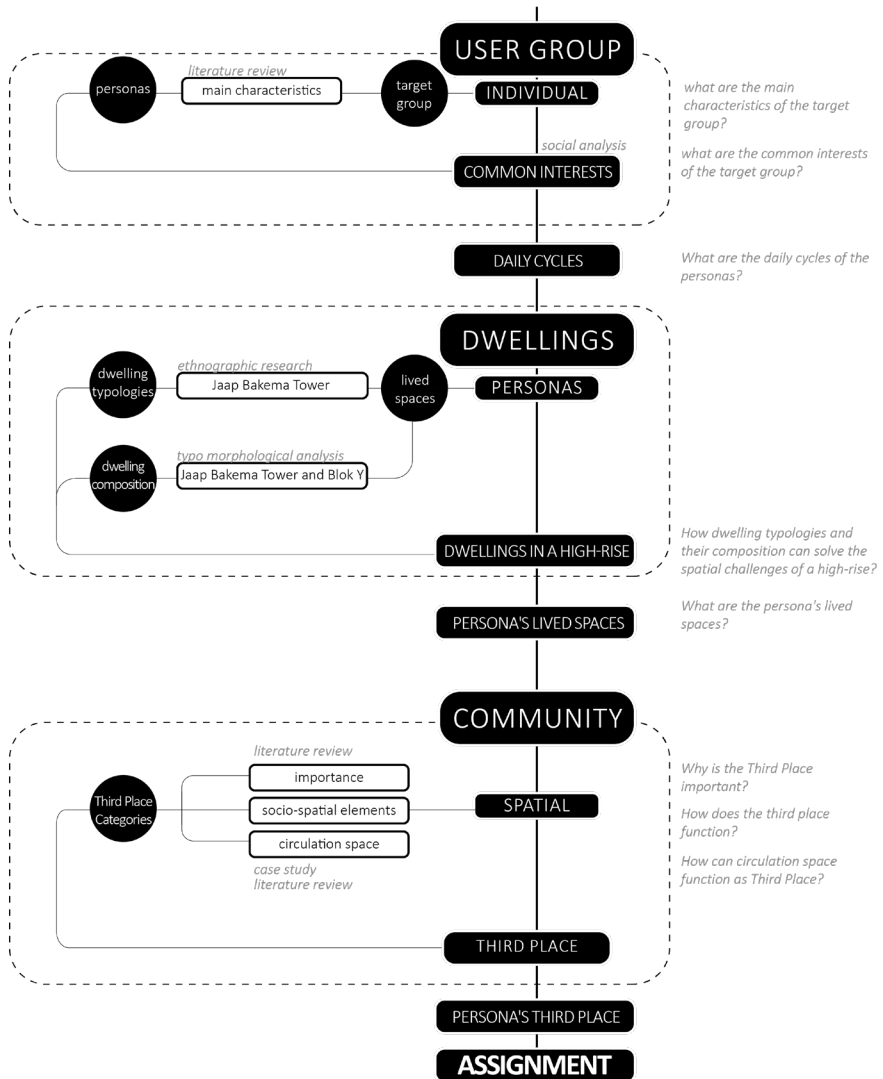 USER GROUP
literature review
personas
main characteristics
target
group
INDIVIDUAL
what are the main
characteristics of the target
group?
social analysis
COMMON INTERESTS
what are the common interests
of the target group?
DAILY CYCLES
What are the daily cycles of the
personas?
DWELLINGS
ethnographic research
dwelling
typologies
Jaap Bakema Tower
lived
spaces
PERSONAS
typo morphological analysis
dwelling
composition
Jaap Bakema Tower and Blok Y
DWELLINGS IN A HIGH-RISE
How dwelling typologies and
their composition can solve the
spatial challenges of a high-rise?
PERSONA'S LIVED SPACES
What are the persona's lived
spaces?
COMMUNITY
literature review
importance
Third Place
Categories
socio-spatial elements
SPATIAL
circulation space
case study
literature review
Why is the Third Place
important?
How does the third place
function?
How can circulation space
function as Third Place?
THIRD PLACE
PERSONA'S THIRD PLACE
ASSIGNMENT